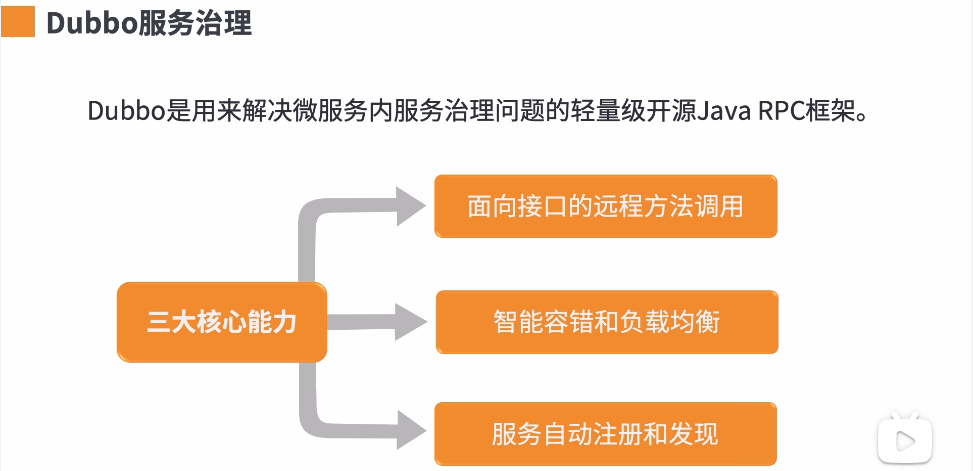 Dubbo服务治理
Dubbo是用来解决微服务内服务治理问题的轻量级开源Java RPC框架。
面向接口的远程方法调用
三大核心能力
智能容错和负载均衡
服务自动注册和发现